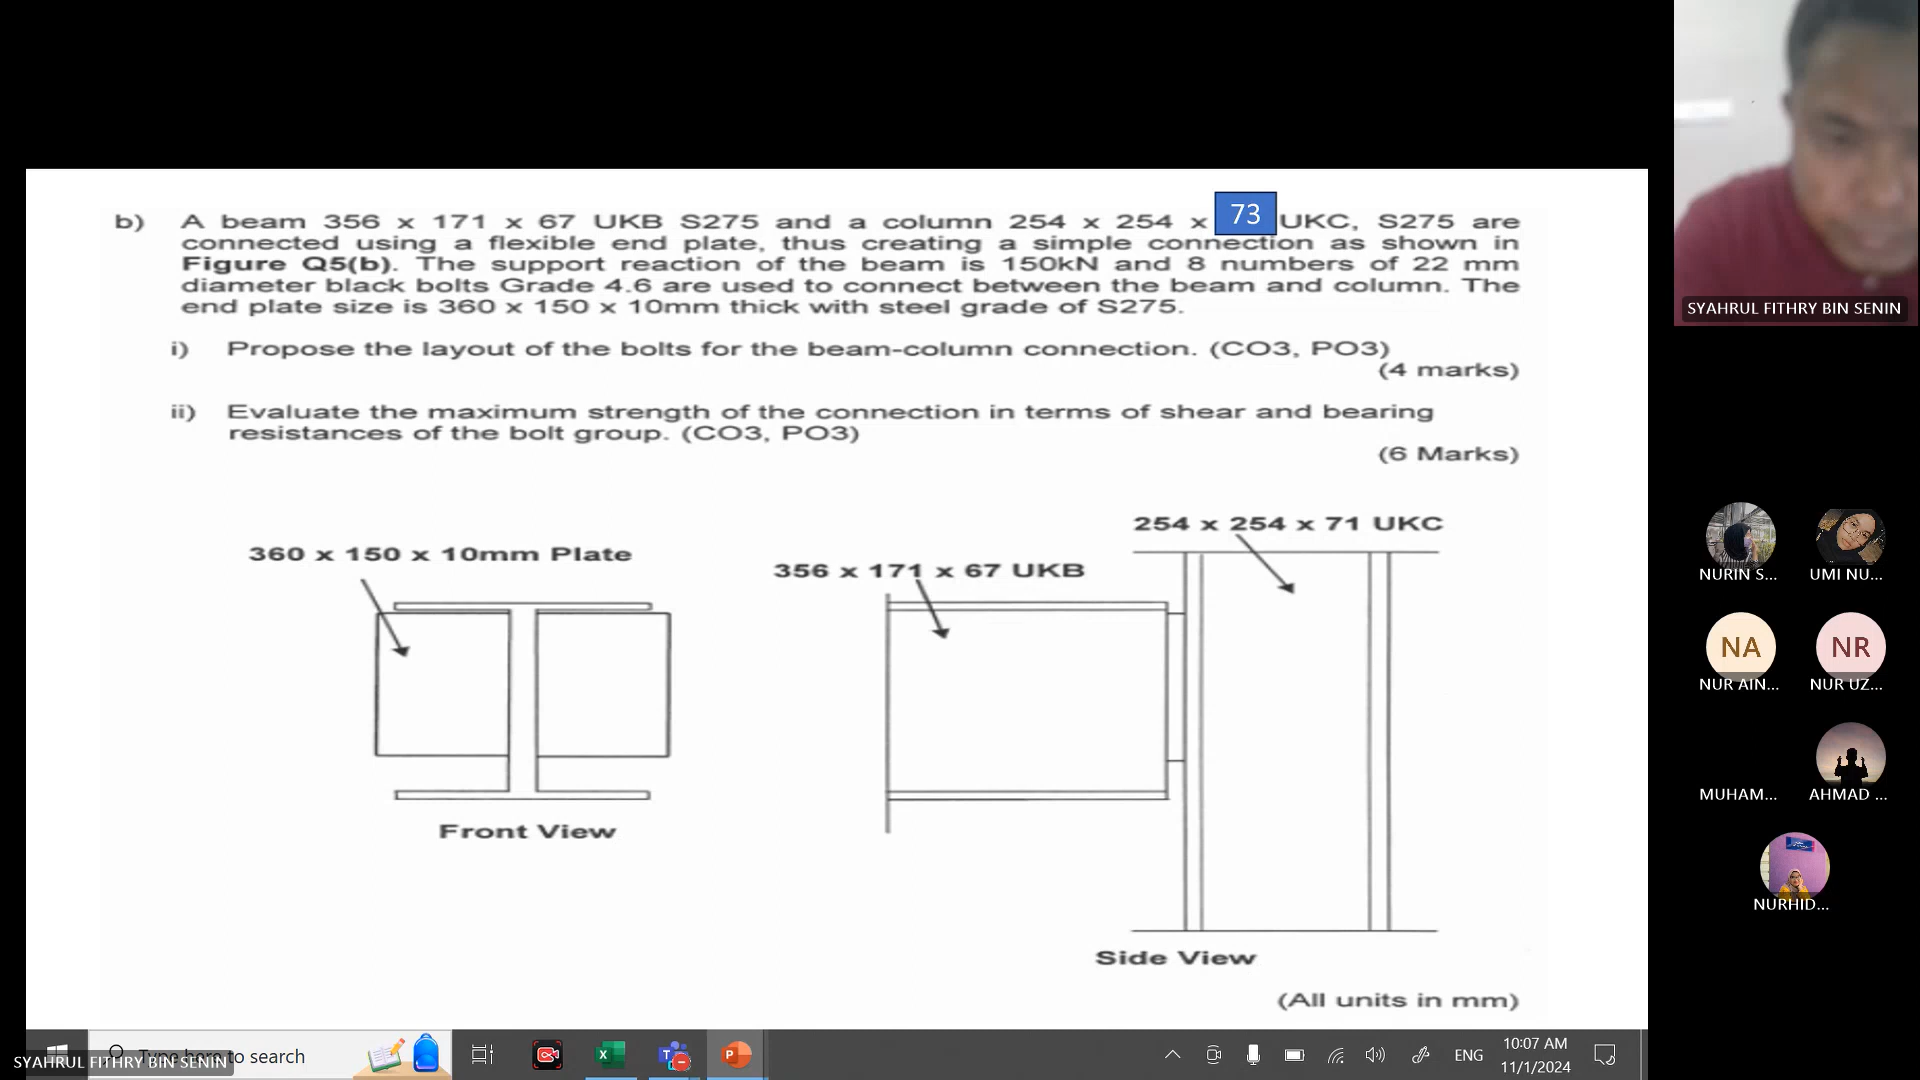 b) A beam 356 x 171 x 67 UKB S275 and a column 254 x 254 x 73 UKC, S275 are
connected using a flexible end plate, thus creating a simple connection as shown in
Figure Q5(b). The support reaction of the beam is 150kN and 8 numbers of 22 mm
diameter black bolts Grade 4.6 are used to connect between the beam and column. The
end plate size is 360 x 150 x 10mm thick with steel grade of S275.
i) Propose the layout of the bolts for the beam-column connection. (CO3, PO3)
(4 marks)
ii) Evaluate the maximum strength of the connection in terms of shear and bearing
resistances of the bolt group. (CO3, PO3)
(6 Marks)
254 x 254 x 71 UKC
360 x 150 x 10mm Plate
356 x 171 x 67 UKB
Front View
Side View
(All units in mm)
SYAHRUL FITHRY BIN SENIN
NURIN S...
UMI NU...
NA
NR
NUR AIN...
NUR UZ...
MUHAM...
AHMAD ...
NURHID...
Type here to search
SYAHRUL FITHRY BIN SENIN
ENG
10:07 AM
11/1/2024